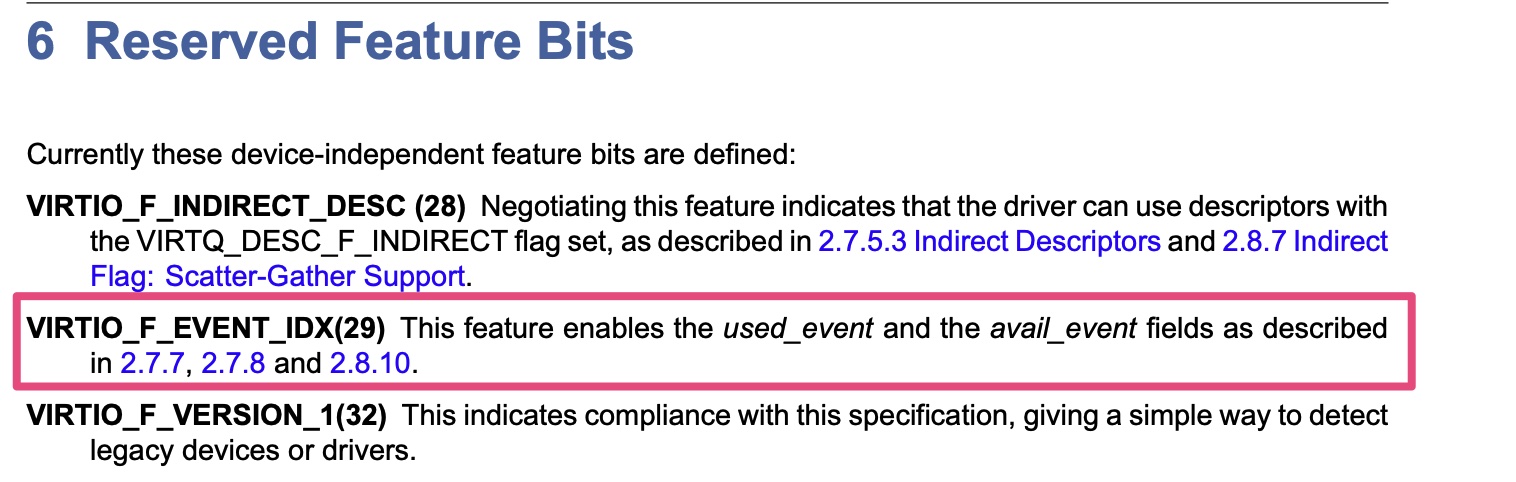 6 Reserved Feature Bits
Currently these device-independent feature bits are defined:
VIRTIO_F_INDIRECT_DESC (28) Negotiating this feature indicates that the driver can use descriptors with
the VIRTQ_DESC_F_INDIRECT flag set, as described in 2.7.5.3 Indirect Descriptors and 2.8.7 Indirect
Flag: Scatter-Gather Support.
VIRTIO_F_EVENT_IDX(29) This feature enables the used_event and the avail_event fields as described
in 2.7.7, 2.7.8 and 2.8.10.
VIRTIO_F_VERSION_1(32) This indicates compliance with this specification, giving a simple way to detect
legacy devices or drivers.